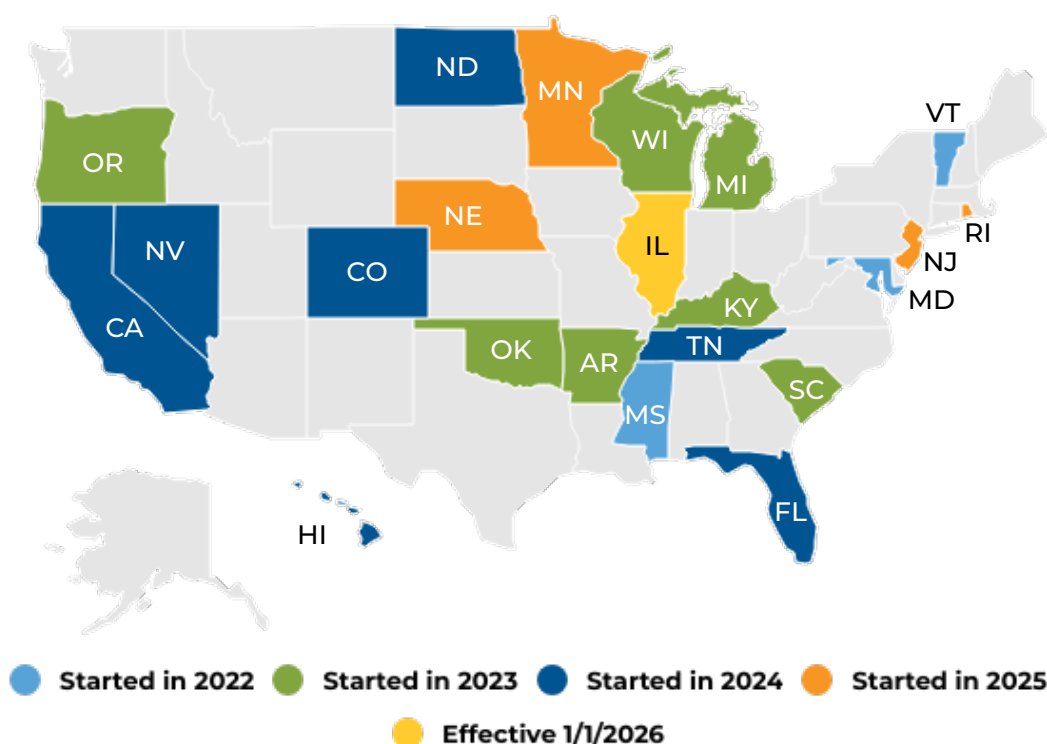 ND
MN
VT
WI
OR
MI
NE
RI
NV
IL
NJ
CO
MD
KY
CA
TN
OK
AR
SC
MS
FL
HI
Started in 2022
Started in 2023
Started in 2024
Started in 2025
Effective 1/1/2026